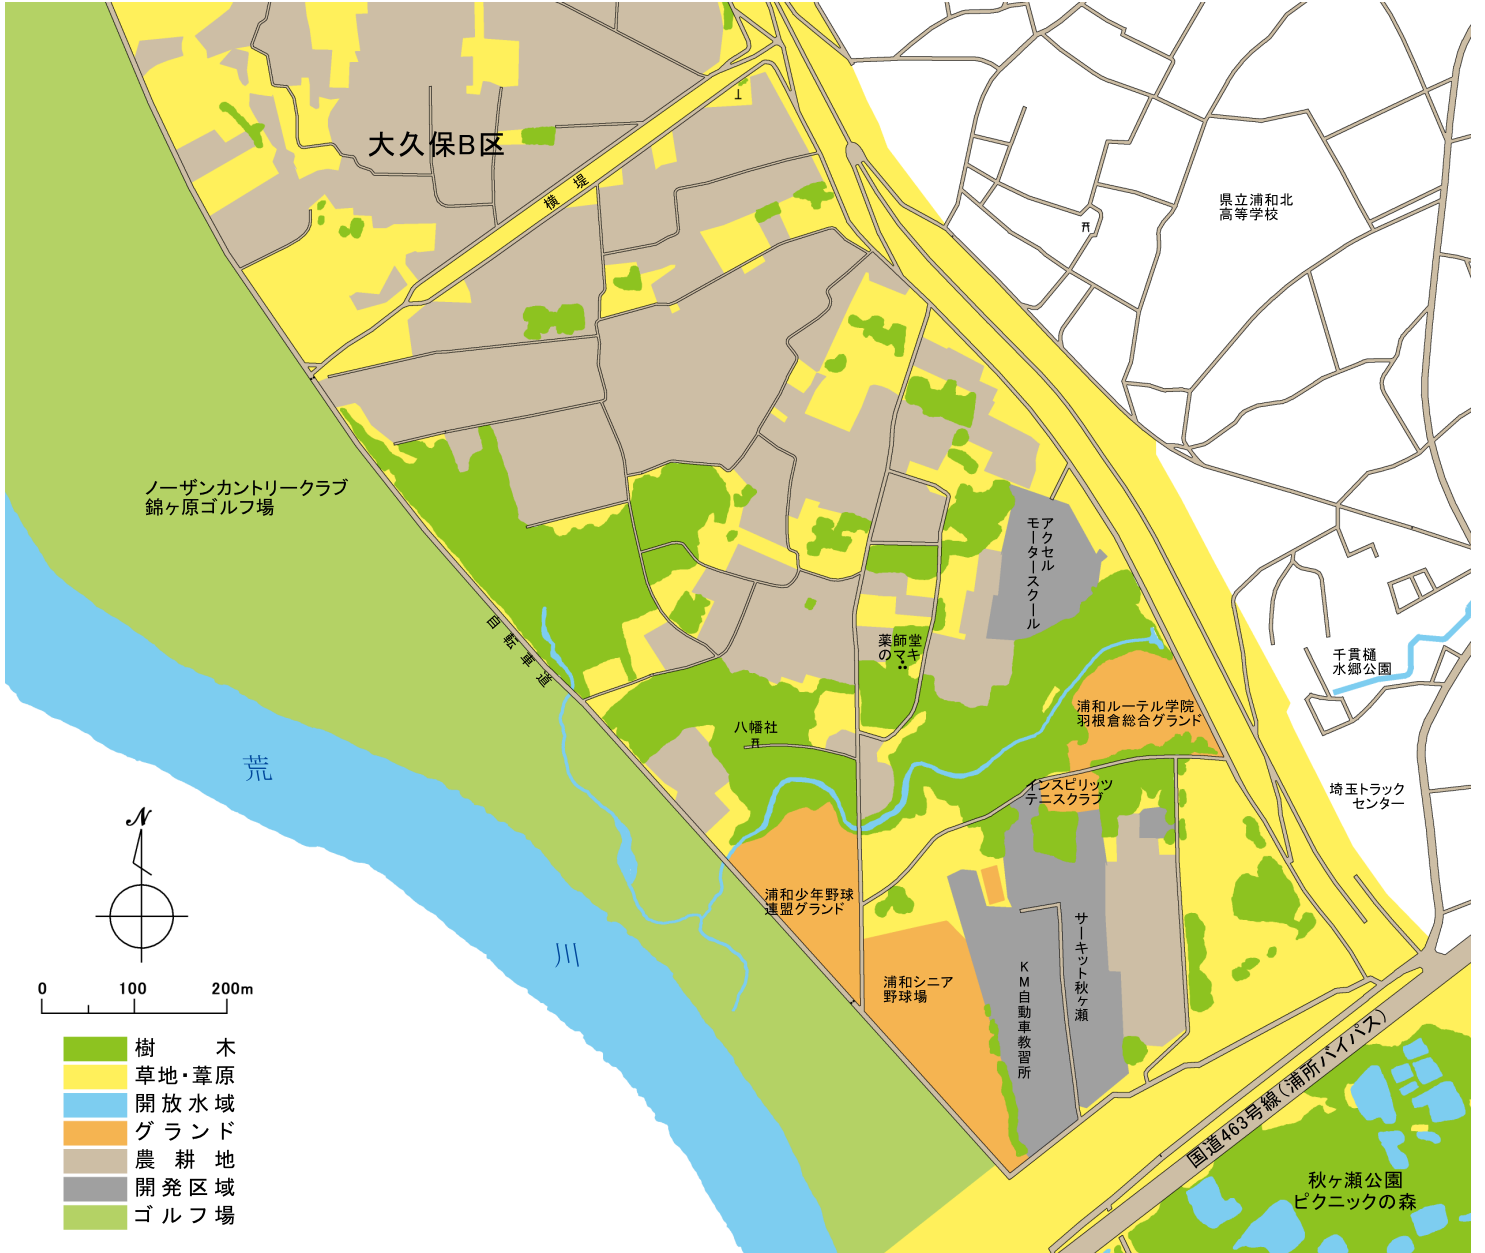 大久保B区
横堤
県立浦和北
高等学校
ノーザンカントリークラブ
錦ヶ原ゴルフ場
アクセル
モータースクール
自転車道
薬師堂
のマキ
千貫樋
水郷公園
浦和ルーテル学院
羽根倉総合グランド
八幡社
荒
川
インスピリッツ
テニスクラブ
埼玉トラック
センター
浦和少年野球
連盟グランド
浦和シニア
野球場
KM自動車教習所
サーキット秋ヶ瀬
国道463号線(浦所バイパス)
秋ヶ瀬公園
ピクニックの森
N
0 100 200m
樹木
草地・葦原
開放水域
グランド
農耕地
開発区域
ゴルフ場